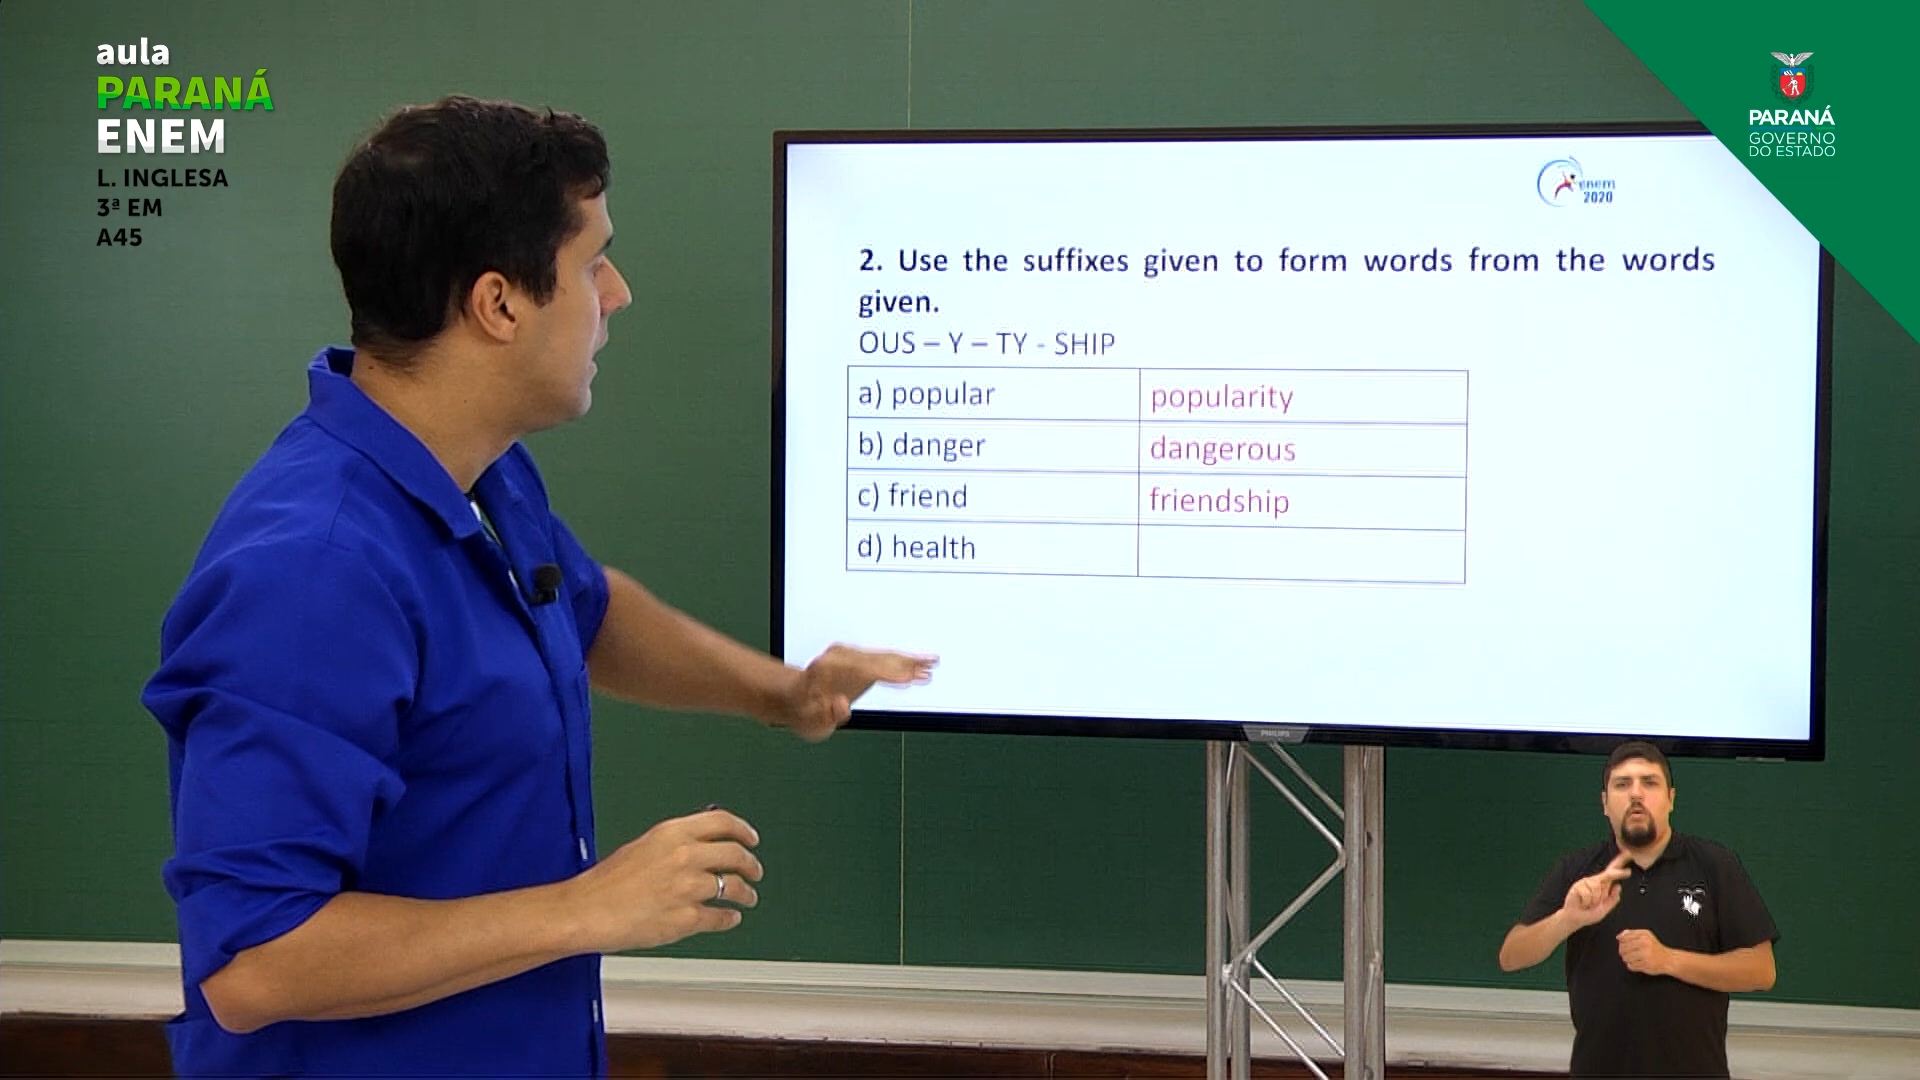 aula
PARANÁ
ENEM
L. INGLESA
3ª EM
A45
PARANÁ
GOVERNO
DO ESTADO
enem
2020
2. Use the suffixes given to form words from the words
given.
OUS – Y – TY - SHIP
a) popular popularity
b) danger dangerous
c) friend friendship
d) health
PHILIPS